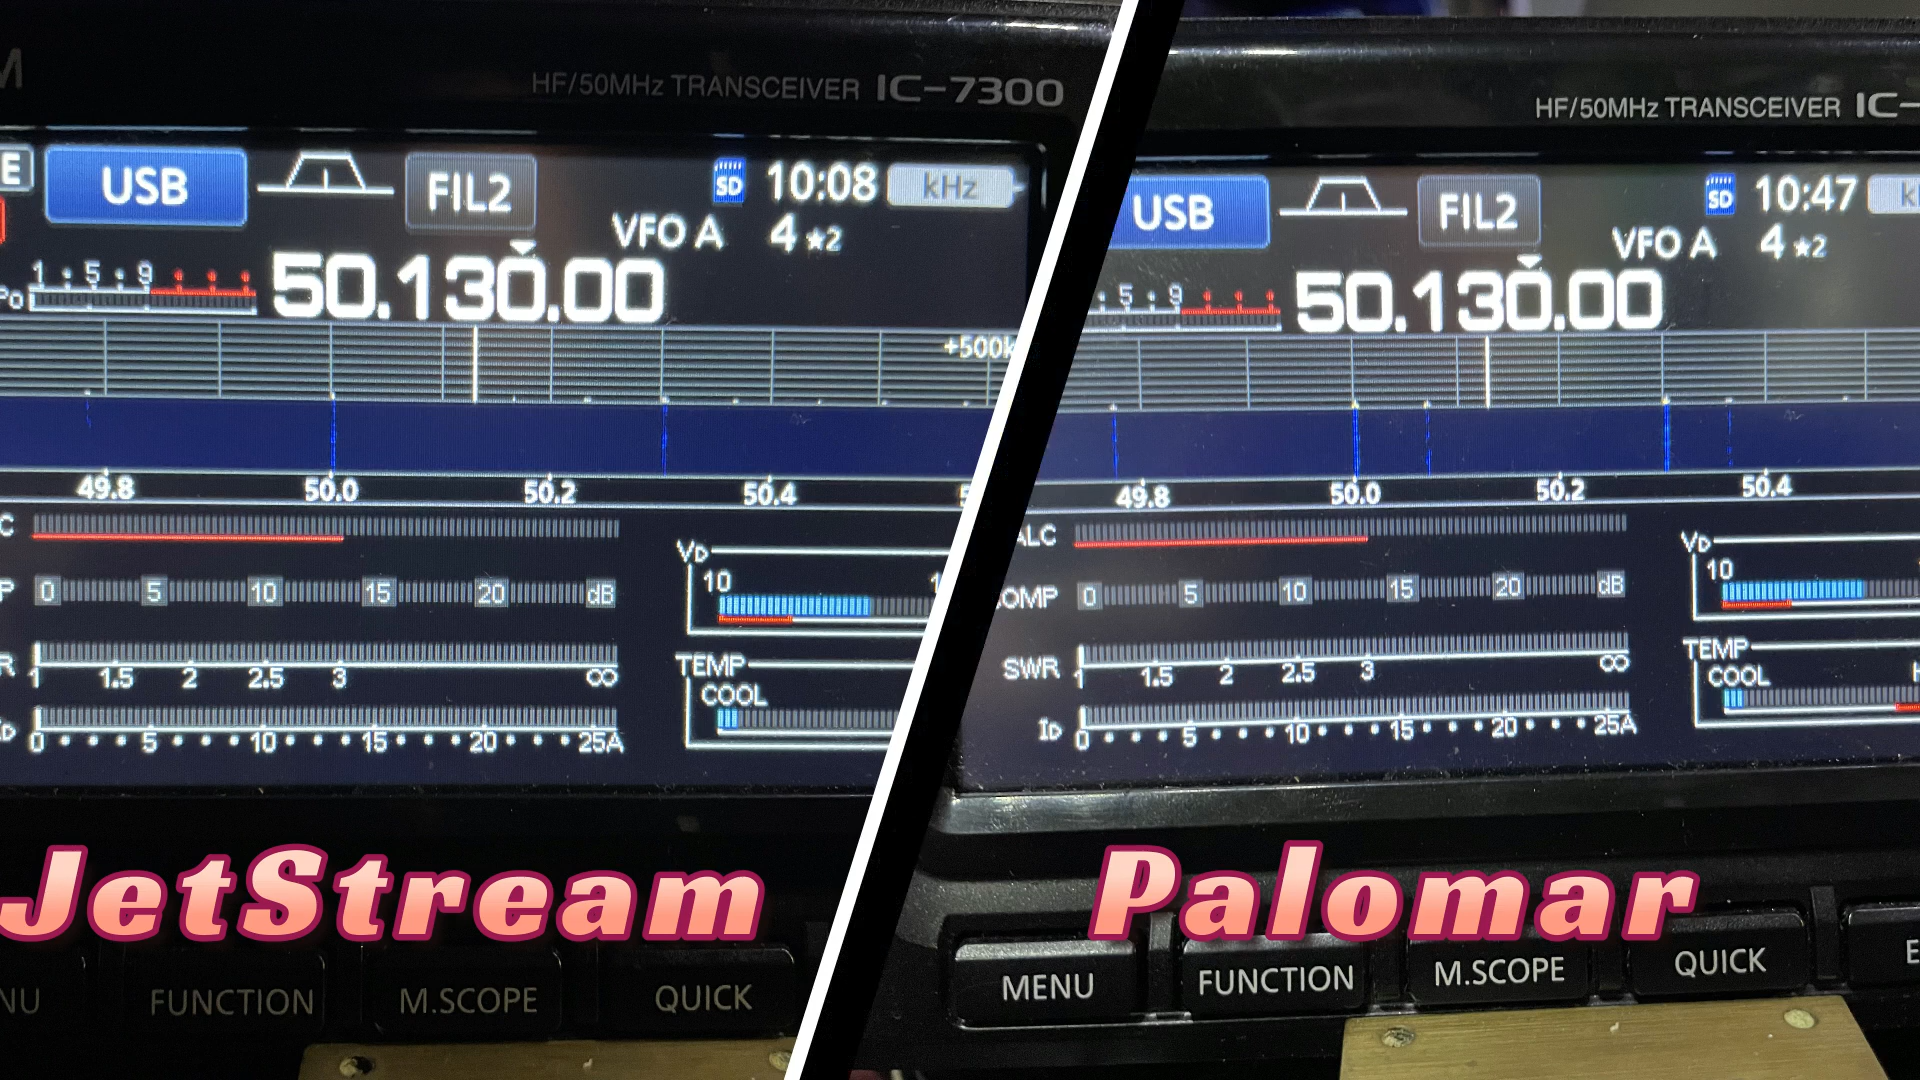 M
HF/50MHz TRANSCEIVER IC-7300
E USB FIL2 SD 10:08 kHz
VFO A 4 ★2
1 · 5 · 9
Po 50.130.00
+500k
49.8 50.0 50.2 50.4 5
C
P 0 5 10 15 20 dB
R 1 1.5 2 2.5 3 ∞
ID 0 5 10 15 20 25A
VD
10 1
TEMP
COOL
JetStream
NU FUNCTION M.SCOPE QUICK
HF/50MHz TRANSCEIVER IC-
USB FIL2 SD 10:47 k
VFO A 4 ★2
· 5 · 9 50.130.00
49.8 50.0 50.2 50.4
ALC
COMP 0 5 10 15 20 dB
SWR 1 1.5 2 2.5 3 ∞
ID 0 5 10 15 20 25A
VD
10
TEMP
COOL H
Palomar
MENU FUNCTION M.SCOPE QUICK E